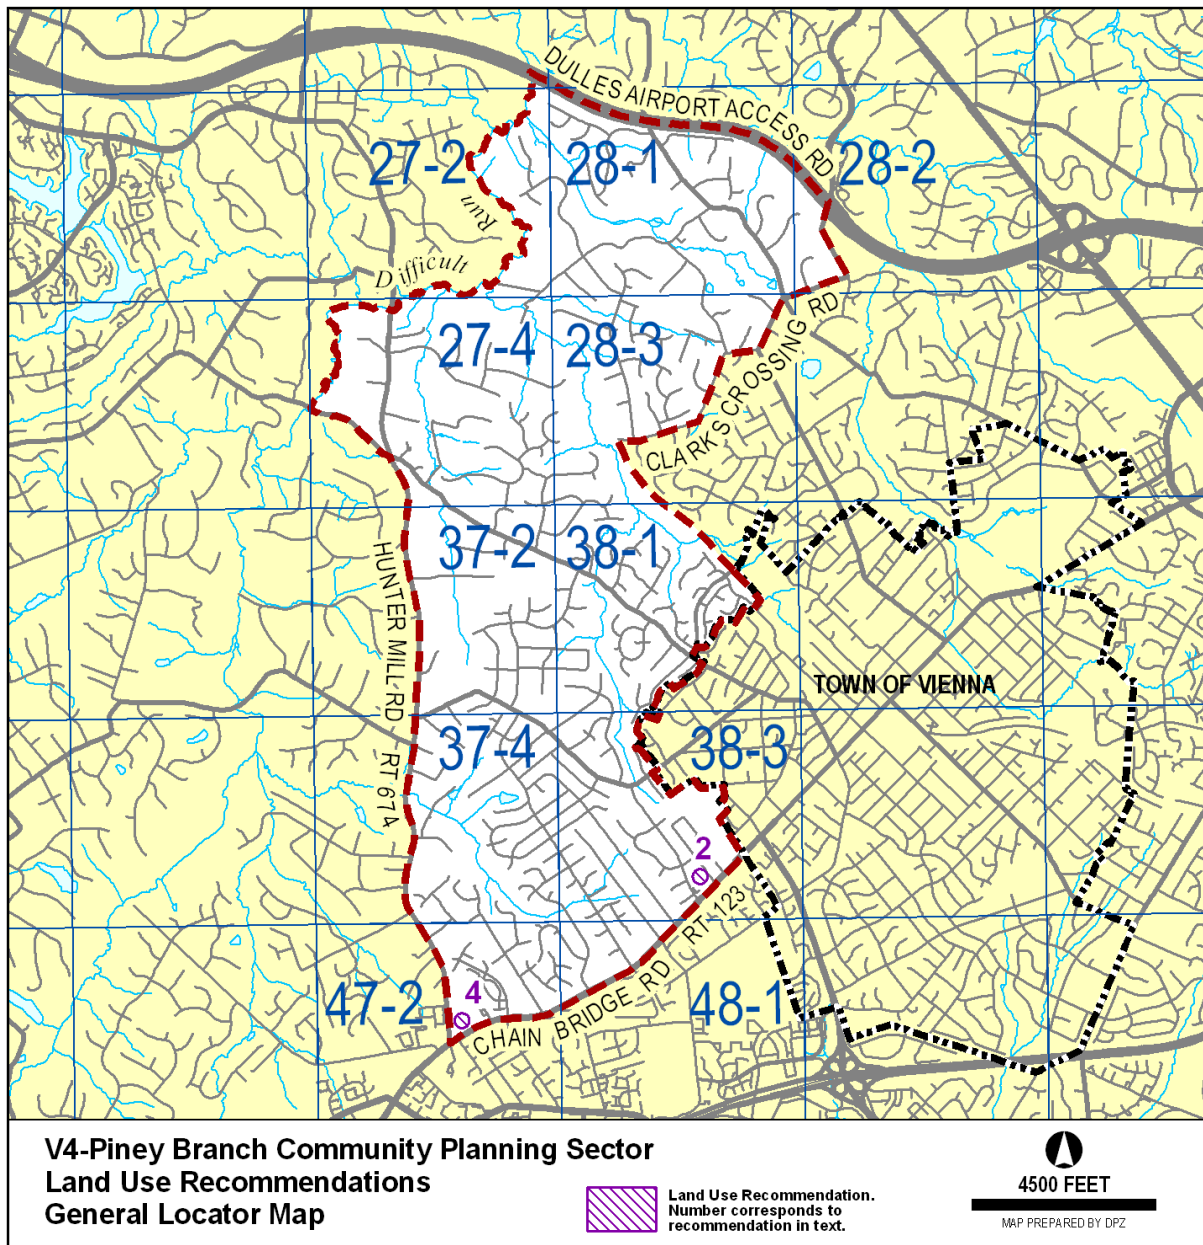 DULLES AIRPORT ACCESS RD
27-2
28-1
28-2
Run
Difficult
27-4
28-3
CLARKS CROSSING RD
37-2
38-1
HUNTER MILL RD RT 674
TOWN OF VIENNA
37-4
38-3
2
RT-123
4
47-2
48-1
CHAIN BRIDGE RD
V4-Piney Branch Community Planning Sector
Land Use Recommendations
General Locator Map
Land Use Recommendation.
Number corresponds to
recommendation in text.
4500 FEET
MAP PREPARED BY DPZ